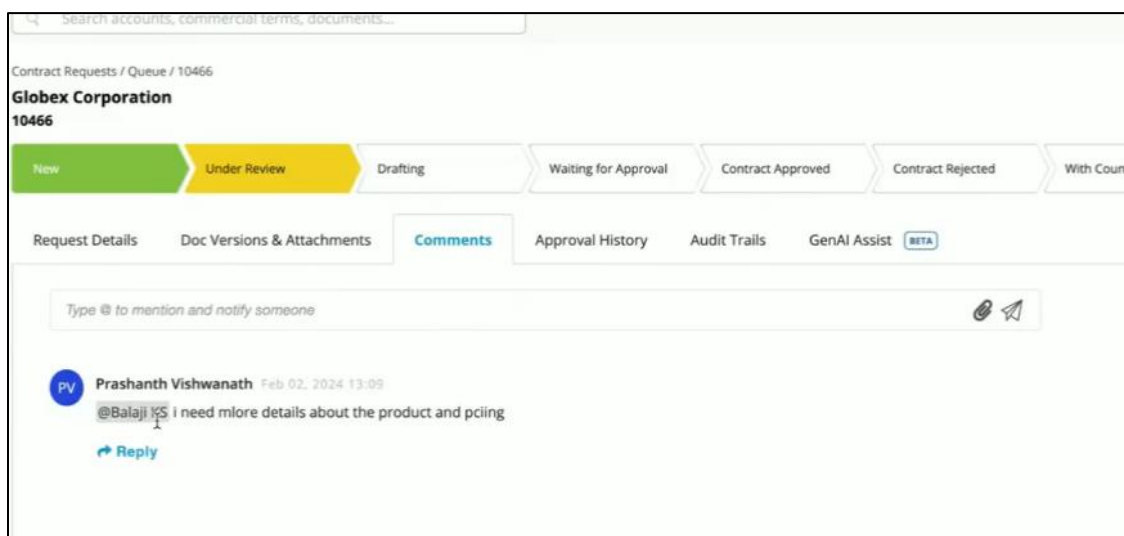 Search accounts, commercial terms, documents...
Contract Requests / Queue / 10466
Globex Corporation
10466
New Under Review Drafting Waiting for Approval Contract Approved Contract Rejected With Coun
Request Details Doc Versions & Attachments Comments Approval History Audit Trails GenAI Assist BETA
Type @ to mention and notify someone
PV Prashanth Vishwanath Feb 02, 2024 13:09
@Balaji KS i need mlore details about the product and pciing
Reply